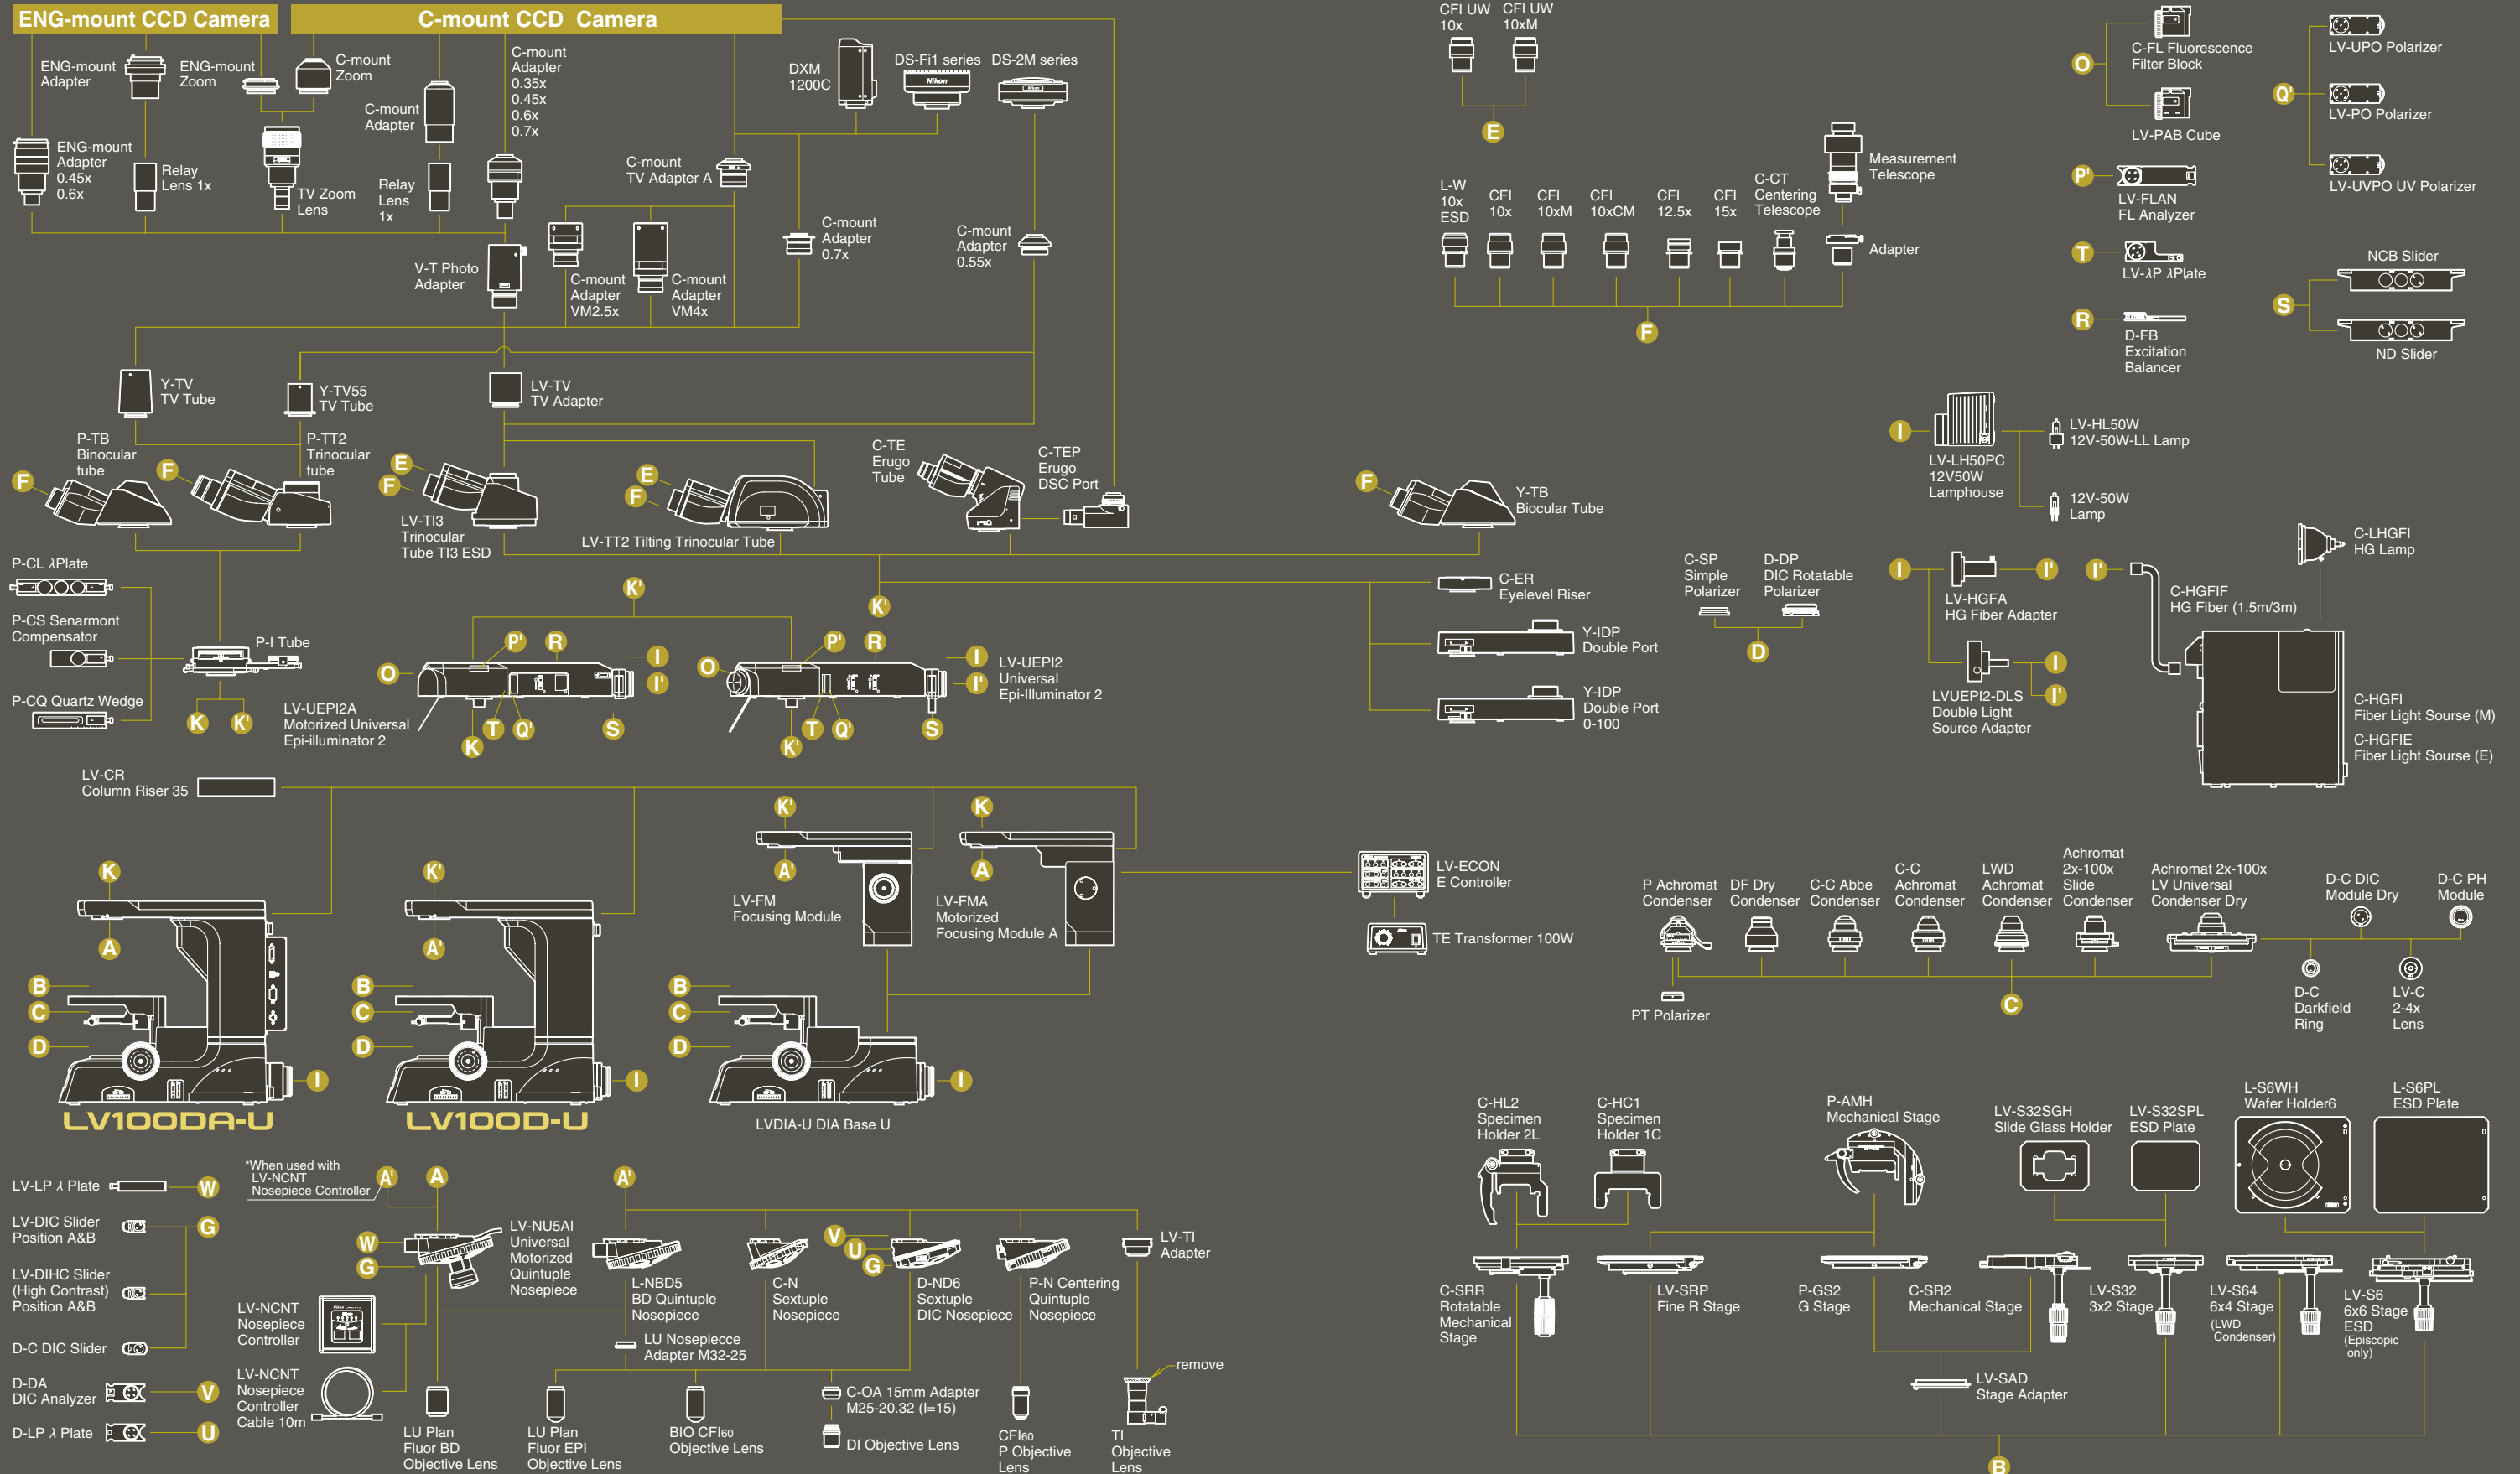 ENG-mount CCD Camera
C-mount CCD Camera
ENG-mount
Adapter
ENG-mount
Zoom
C-mount
Zoom
C-mount
Adapter
C-mount
Adapter
0.35x
0.45x
0.6x
0.7x
DXM
1200C
DS-Fi1 series
Nikon
DS-2M series
ENG-mount
Adapter
0.45x
0.6x
Relay
Lens 1x
TV Zoom
Lens
Relay
Lens
1x
C-mount
TV Adapter A
V-T Photo
Adapter
C-mount
Adapter
VM2.5x
C-mount
Adapter
VM4x
C-mount
Adapter
0.7x
C-mount
Adapter
0.55x
Y-TV
TV Tube
Y-TV55
TV Tube
LV-TV
TV Adapter
P-TB
Binocular
tube
F
P-TT2
Trinocular
tube
F
E
F
LV-TI3
Trinocular
Tube TI3 ESD
E
F
LV-TT2 Tilting Trinocular Tube
C-TE
Erugo
Tube
C-TEP
Erugo
DSC Port
F
Y-TB
Biocular Tube
CFI UW
10x
CFI UW
10xM
E
L-W
10x
ESD
CFI
10x
CFI
10xM
CFI
10xCM
CFI
12.5x
CFI
15x
C-CT
Centering
Telescope
Measurement
Telescope
Adapter
F
O
C-FL Fluorescence
Filter Block
LV-PAB Cube
P'
LV-FLAN
FL Analyzer
T
LV-λP λPlate
R
D-FB
Excitation
Balancer
Q'
LV-UPO Polarizer
LV-PO Polarizer
LV-UVPO UV Polarizer
S
NCB Slider
ND Slider
I
LV-LH50PC
12V50W
Lamphouse
LV-HL50W
12V-50W-LL Lamp
12V-50W
Lamp
C-LHGFI
HG Lamp
I
LV-HGFA
HG Fiber Adapter
I'
I'
C-HGFIF
HG Fiber (1.5m/3m)
LVUEPI2-DLS
Double Light
Source Adapter
I
I'
C-HGFI
Fiber Light Sourse (M)
C-HGFIE
Fiber Light Sourse (E)
P-CL λPlate
P-CS Senarmont
Compensator
P-CQ Quartz Wedge
P-I Tube
K
K'
K'
K'
O
P'
R
I
I'
T
Q'
K
S
LV-UEPI2A
Motorized Universal
Epi-illuminator 2
O
P'
R
I
I'
T
Q'
K'
S
LV-UEPI2
Universal
Epi-Illuminator 2
C-ER
Eyelevel Riser
Y-IDP
Double Port
Y-IDP
Double Port
0-100
C-SP
Simple
Polarizer
D-DP
DIC Rotatable
Polarizer
D
LV-CR
Column Riser 35
K
A
B
C
D
I
LV100DA-U
K'
A'
B
C
D
I
LV100D-U
K'
A'
LV-FM
Focusing Module
K
A
LV-FMA
Motorized
Focusing Module A
B
C
D
I
LVDIA-U DIA Base U
LV-ECON
E Controller
TE Transformer 100W
P Achromat
Condenser
DF Dry
Condenser
C-C Abbe
Condenser
C-C
Achromat
Condenser
LWD
Achromat
Condenser
Achromat
2x-100x
Slide
Condenser
Achromat 2x-100x
LV Universal
Condenser Dry
D-C DIC
Module Dry
D-C PH
Module
PT Polarizer
C
D-C
Darkfield
Ring
LV-C
2-4x
Lens
LV-LP λ Plate
W
LV-DIC Slider
Position A&B
G
LV-DIHC Slider
(High Contrast)
Position A&B
D-C DIC Slider
D-DA
DIC Analyzer
V
D-LP λ Plate
U
*When used with
LV-NCNT
Nosepiece Controller
A'
A
W
G
LV-NU5AI
Universal
Motorized
Quintuple
Nosepiece
LV-NCNT
Nosepiece
Controller
LV-NCNT
Nosepiece
Controller
Cable 10m
A'
L-NBD5
BD Quintuple
Nosepiece
C-N
Sextuple
Nosepiece
V
U
G
D-ND6
Sextuple
DIC Nosepiece
P-N Centering
Quintuple
Nosepiece
LV-TI
Adapter
LU Nosepiecce
Adapter M32-25
C-OA 15mm Adapter
M25-20.32 (l=15)
remove
LU Plan
Fluor BD
Objective Lens
LU Plan
Fluor EPI
Objective Lens
BIO CFI60
Objective Lens
DI Objective Lens
CFI60
P Objective
Lens
TI
Objective
Lens
C-HL2
Specimen
Holder 2L
C-HC1
Specimen
Holder 1C
P-AMH
Mechanical Stage
LV-S32SGH
Slide Glass Holder
LV-S32SPL
ESD Plate
L-S6WH
Wafer Holder6
L-S6PL
ESD Plate
C-SRR
Rotatable
Mechanical
Stage
LV-SRP
Fine R Stage
P-GS2
G Stage
C-SR2
Mechanical Stage
LV-S32
3x2 Stage
LV-S64
6x4 Stage
(LWD
Condenser)
LV-S6
6x6 Stage
ESD
(Episcopic
only)
LV-SAD
Stage Adapter
B